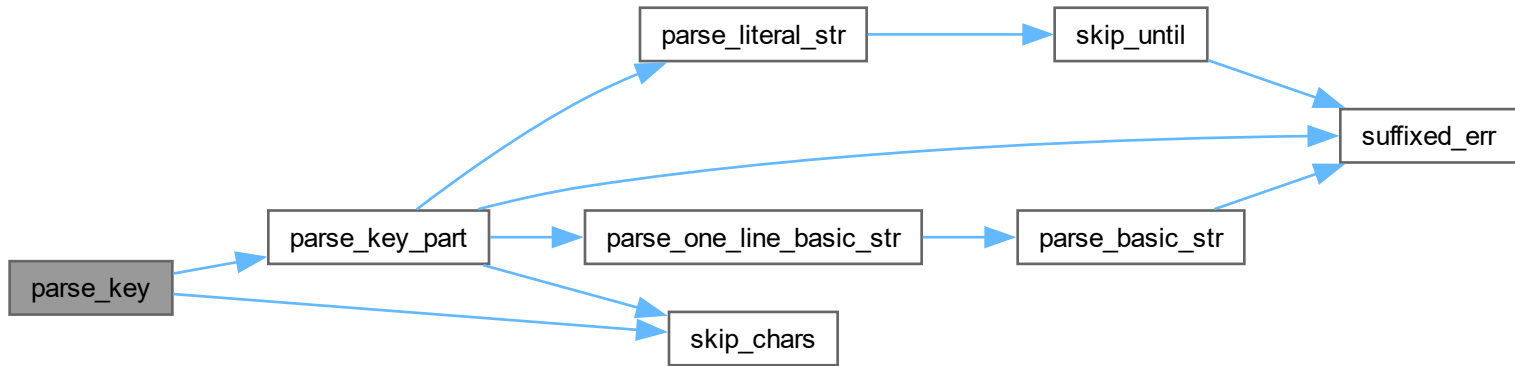 parse_literal_str
skip_until
suffixed_err
parse_key_part
parse_one_line_basic_str
parse_basic_str
parse_key
skip_chars